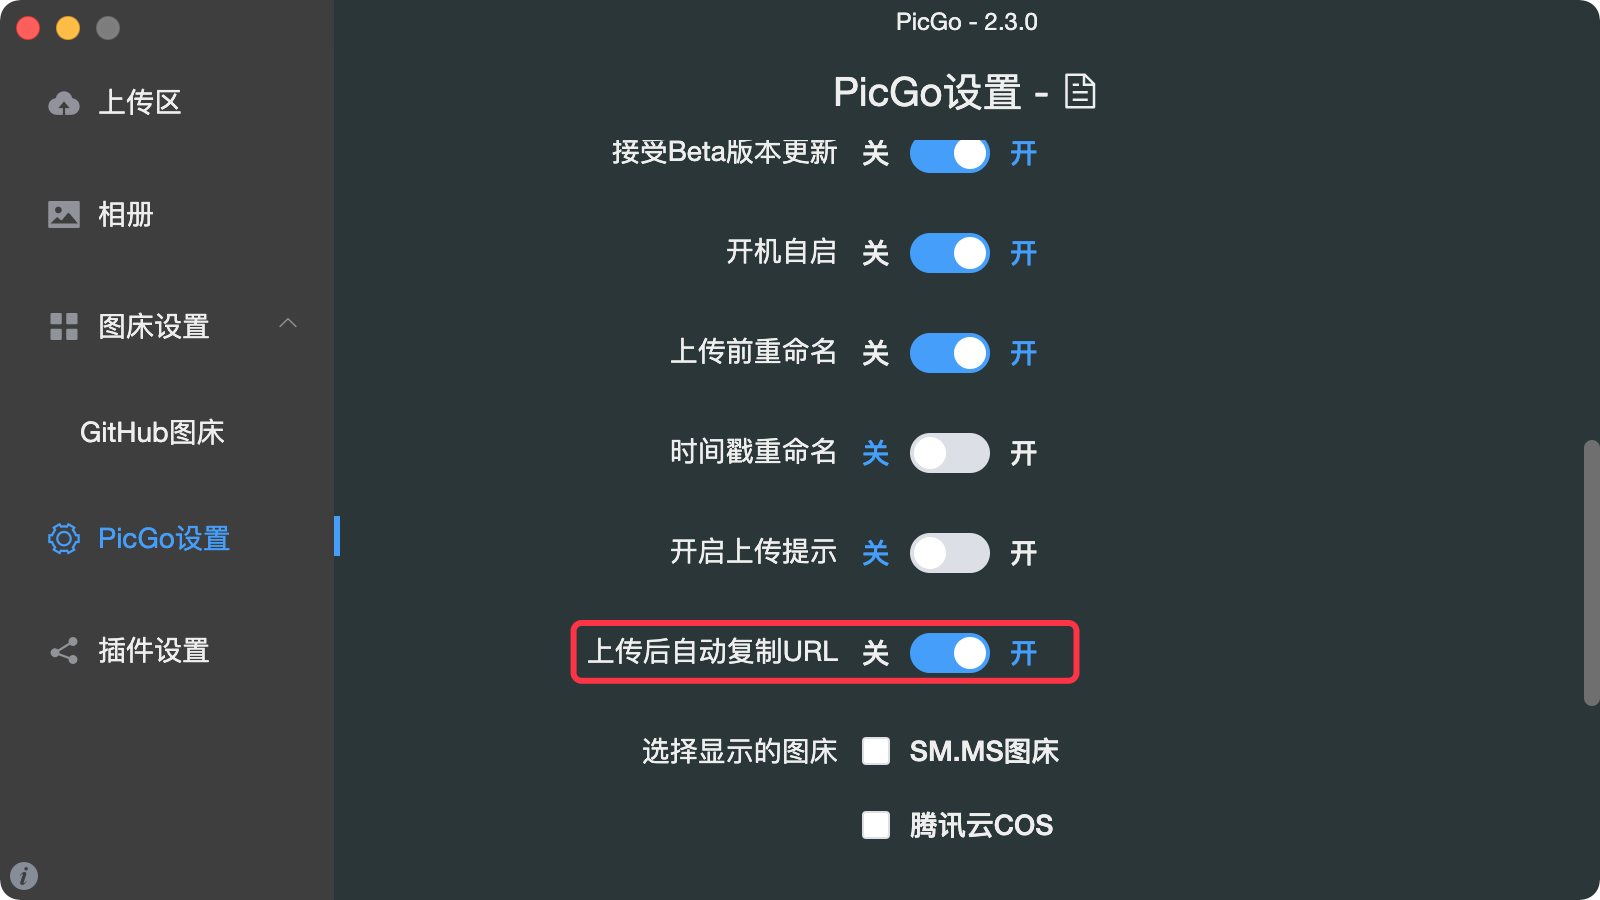 PicGo - 2.3.0
上传区
相册
图床设置
GitHub图床
PicGo设置
插件设置
PicGo设置 -
接受Beta版本更新 关 开
开机自启 关 开
上传前重命名 关 开
时间戳重命名 关 开
开启上传提示 关 开
上传后自动复制URL 关 开
选择显示的图床 SM.MS图床
腾讯云COS